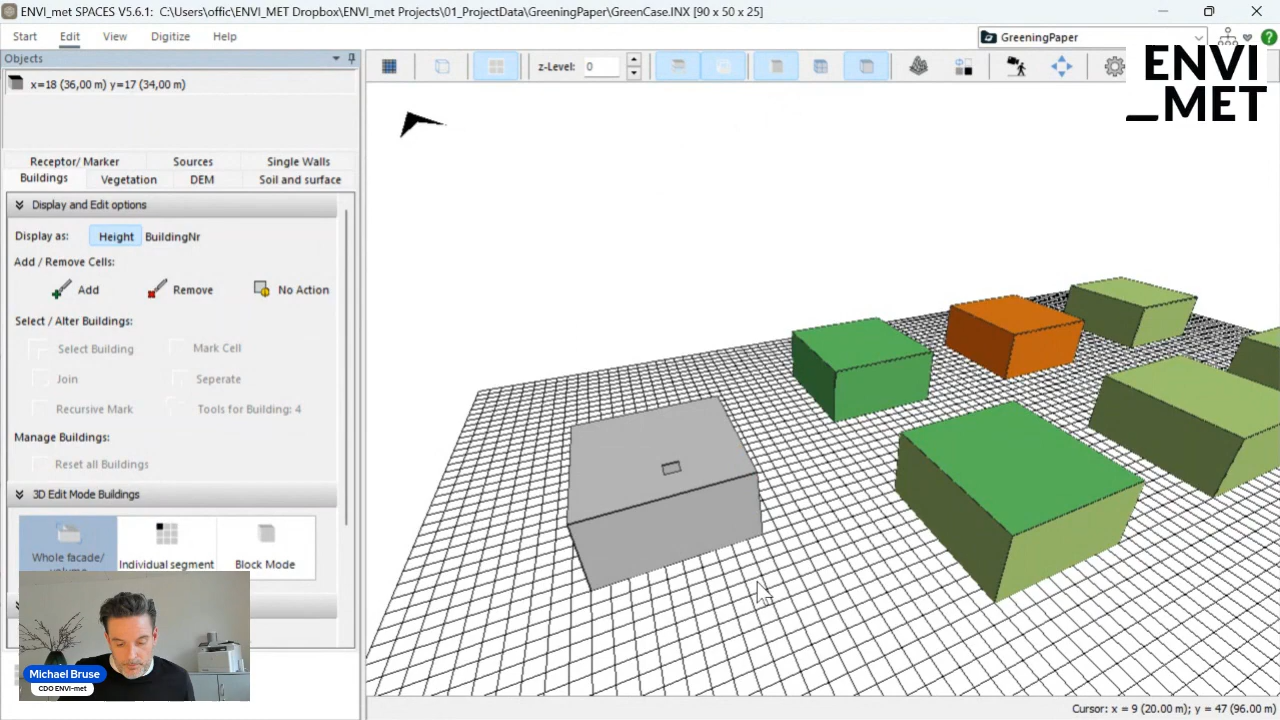 ENVI_met SPACES V5.6.1: C:\Users\offic\ENVI_MET Dropbox\ENVI_met Projects\01_ProjectData\GreeningPaper\GreenCase.INX [90 x 50 x 25]
Start Edit View Digitize Help
GreeningPaper
Objects
z-Level: 0
ENVI
_MET
x=18 (36,00 m) y=17 (34,00 m)
Receptor/ Marker Sources Single Walls
Buildings Vegetation DEM Soil and surface
Display and Edit options
Display as: Height BuildingNr
Add / Remove Cells:
Add Remove No Action
Select / Alter Buildings:
Select Building Mark Cell
Join Seperate
Recursive Mark Tools for Building: 4
Manage Buildings:
Reset all Buildings
3D Edit Mode Buildings
Whole facade/ Individual segment Block Mode
Michael Bruse
CDO ENVI-met
Cursor: x = 9 (20.00 m); y = 47 (96.00 m)